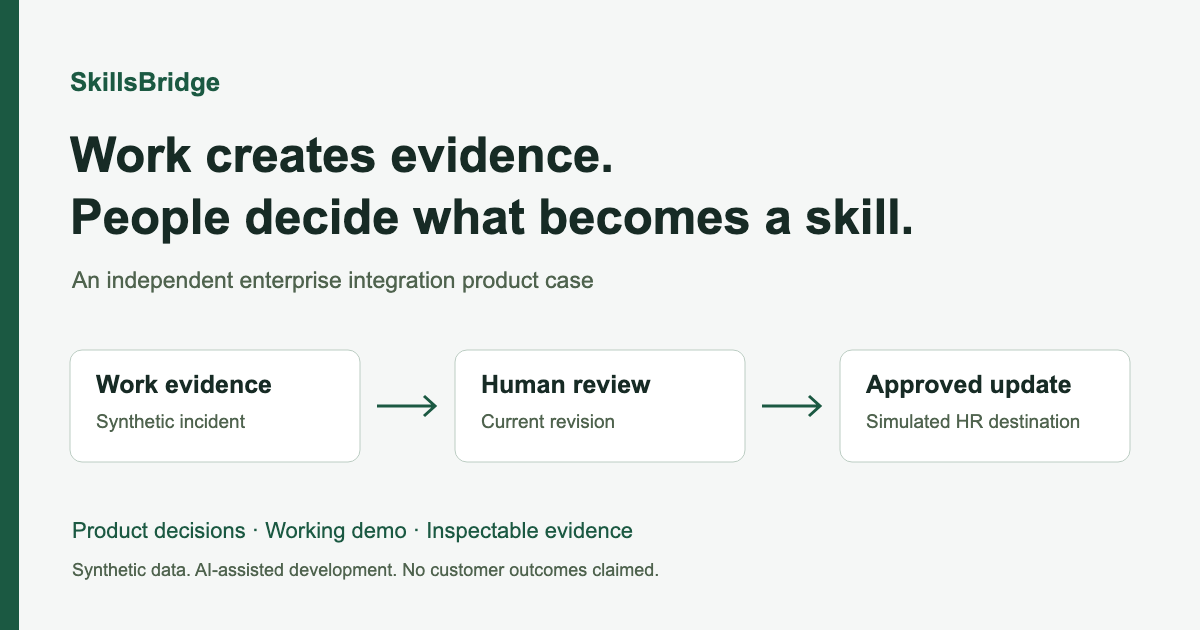 SkillsBridge
Work creates evidence.
People decide what becomes a skill.
An independent enterprise integration product case
Work evidence
Synthetic incident
Human review
Current revision
Approved update
Simulated HR destination
Product decisions · Working demo · Inspectable evidence
Synthetic data. AI-assisted development. No customer outcomes claimed.